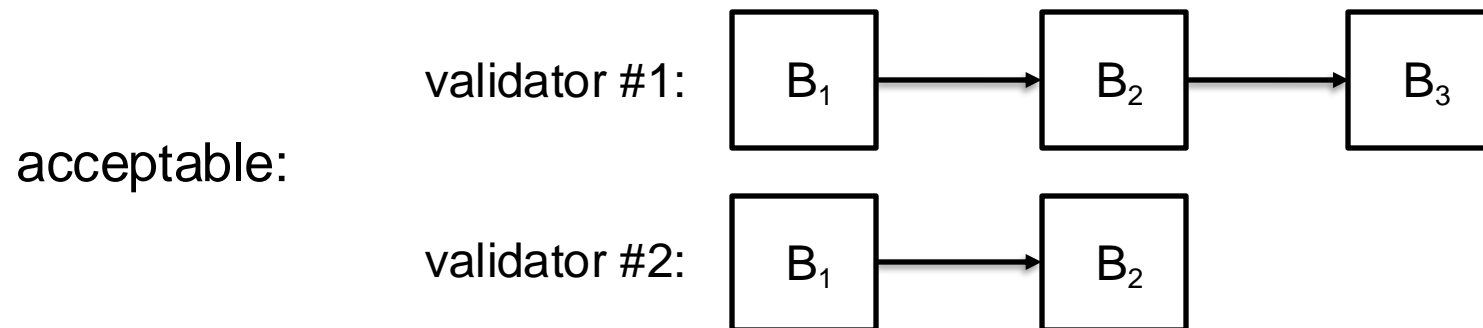 validator #1: B₁ B₂ B₃
acceptable:
validator #2: B₁ B₂